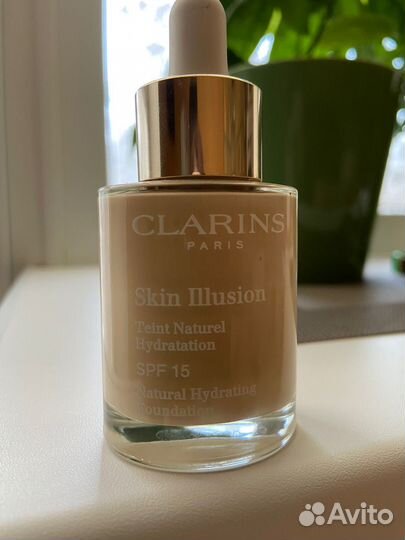 CLARINS
PARIS
Skin Illusion
Teint Naturel
Hydratation
SPF 15
Natural Hydrating
Foundation
Avito